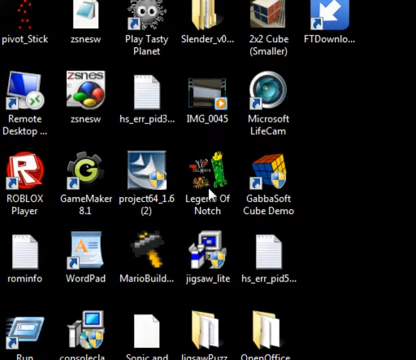 pivot_Stick
zsnesw
Play Tasty
Planet
Slender_v0...
2x2 Cube
(Smaller)
FTDownlo...
Remote
Desktop ...
zsnesw
hs_err_pid3...
IMG_0045
Microsoft
LifeCam
ROBLOX
Player
GameMaker
8.1
project64_1.6
(2)
Legend Of
Notch
GabbaSoft
Cube Demo
rominfo
WordPad
MarioBuild...
jigsaw_lite
hs_err_pid5...
Run
consolecla...
Sonic and
JigsawPuzz...
OpenOffice